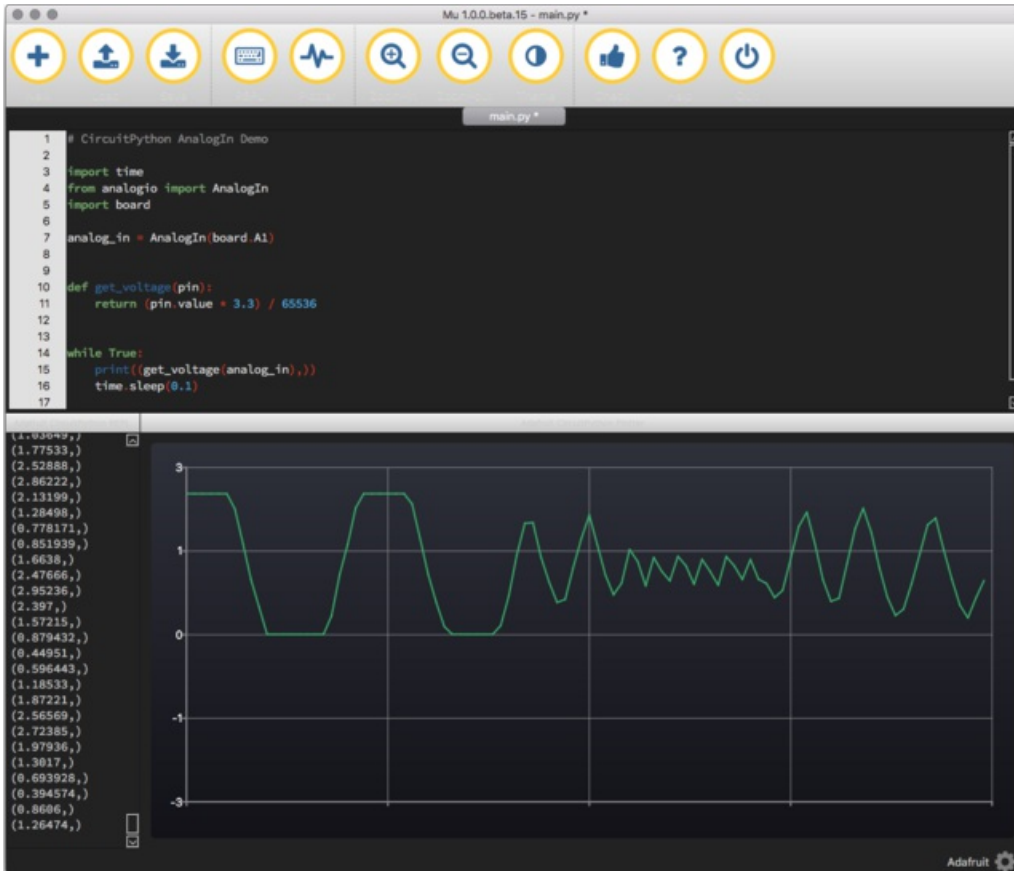 Mu 1.0.0.beta.15 - main.py *
?
main.py *
1 # CircuitPython AnalogIn Demo
2
3 import time
4 from analogio import AnalogIn
5 import board
6
7 analog_in = AnalogIn(board.A1)
8
9
10 def get_voltage(pin):
11 return (pin.value * 3.3) / 65536
12
13
14 while True:
15 print((get_voltage(analog_in),))
16 time.sleep(0.1)
17
(1.77533,)
(2.52888,)
(2.86222,)
(2.13199,)
(1.28498,)
(0.778171,)
(0.851939,)
(1.6638,)
(2.47666,)
(2.95236,)
(2.397,)
(1.57215,)
(0.879432,)
(0.44951,)
(0.596443,)
(1.18533,)
(1.87221,)
(2.56569,)
(2.72385,)
(1.97936,)
(1.3017,)
(0.693928,)
(0.394574,)
(0.8606,)
(1.26474,)
3
1
0
-1
-3
Adafruit